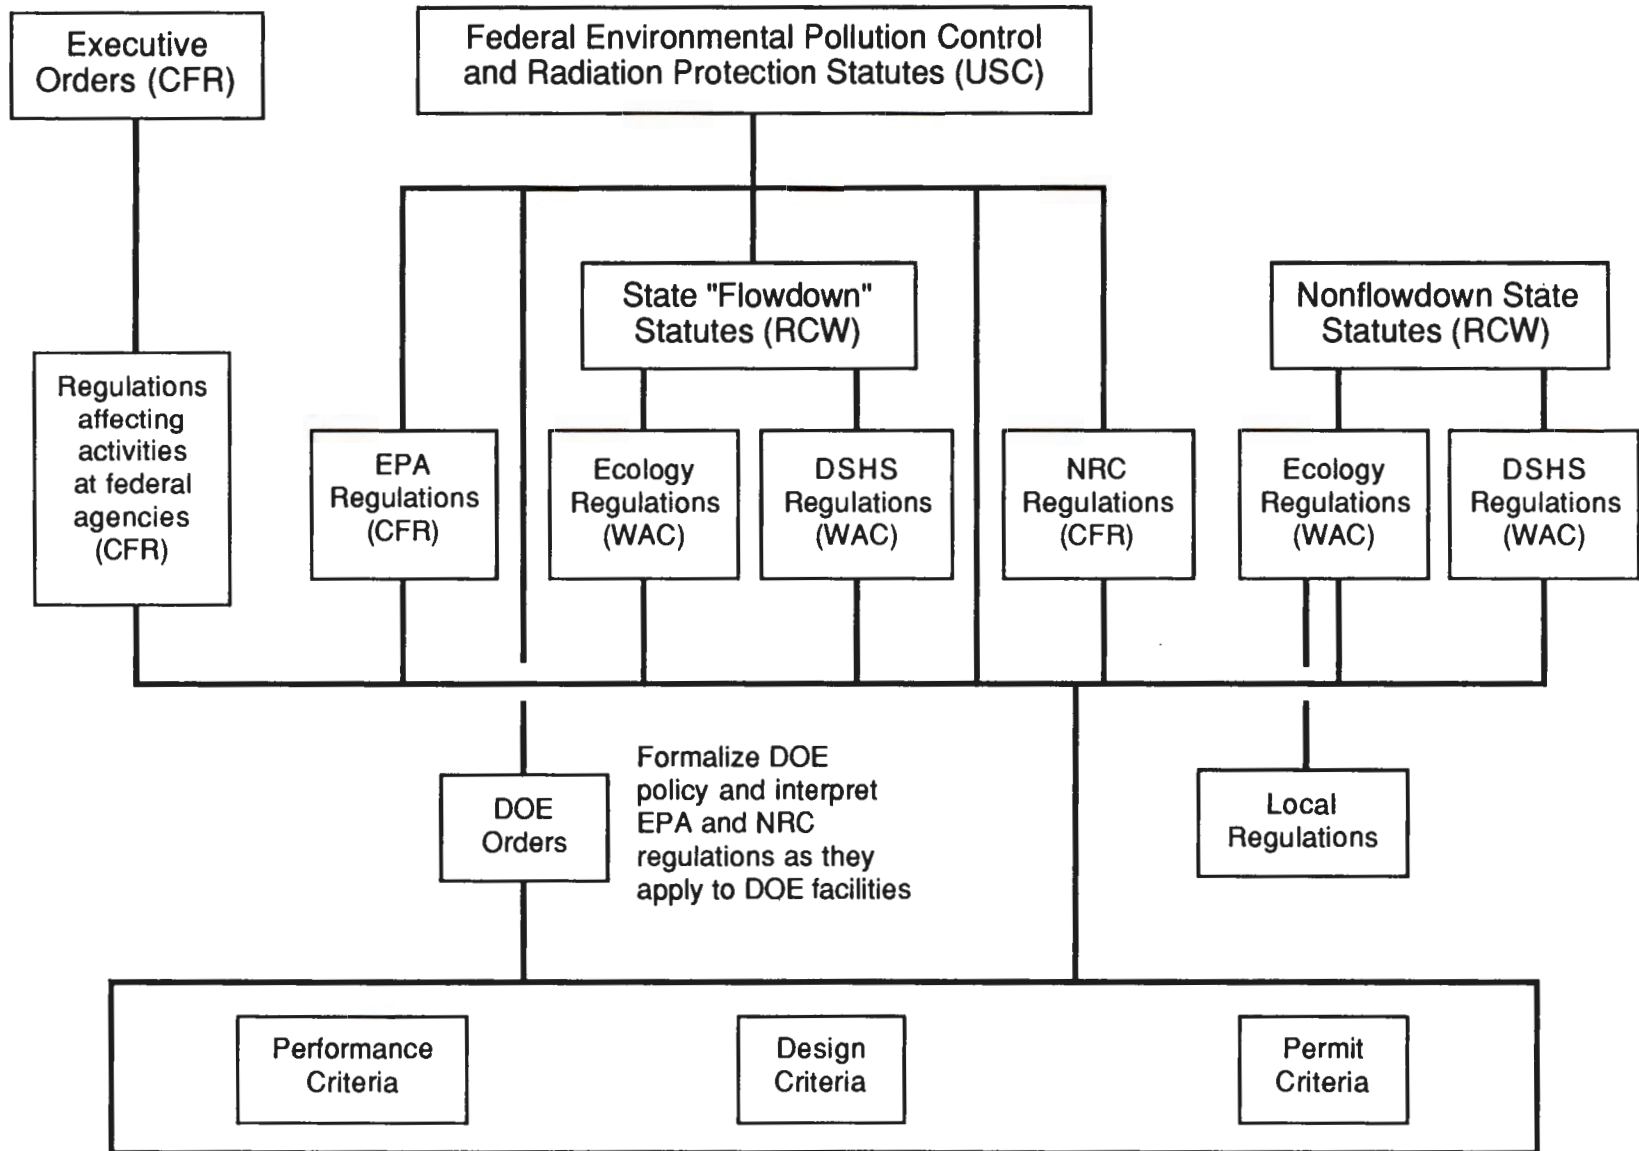 Executive
Orders (CFR)
Federal Environmental Pollution Control
and Radiation Protection Statutes (USC)
State "Flowdown"
Statutes (RCW)
Nonflowdown State
Statutes (RCW)
Regulations
affecting
activities
at federal
agencies
(CFR)
EPA
Regulations
(CFR)
Ecology
Regulations
(WAC)
DSHS
Regulations
(WAC)
NRC
Regulations
(CFR)
Ecology
Regulations
(WAC)
DSHS
Regulations
(WAC)
DOE
Orders
Formalize DOE
policy and interpret
EPA and NRC
regulations as they
apply to DOE facilities
Local
Regulations
Performance
Criteria
Design
Criteria
Permit
Criteria